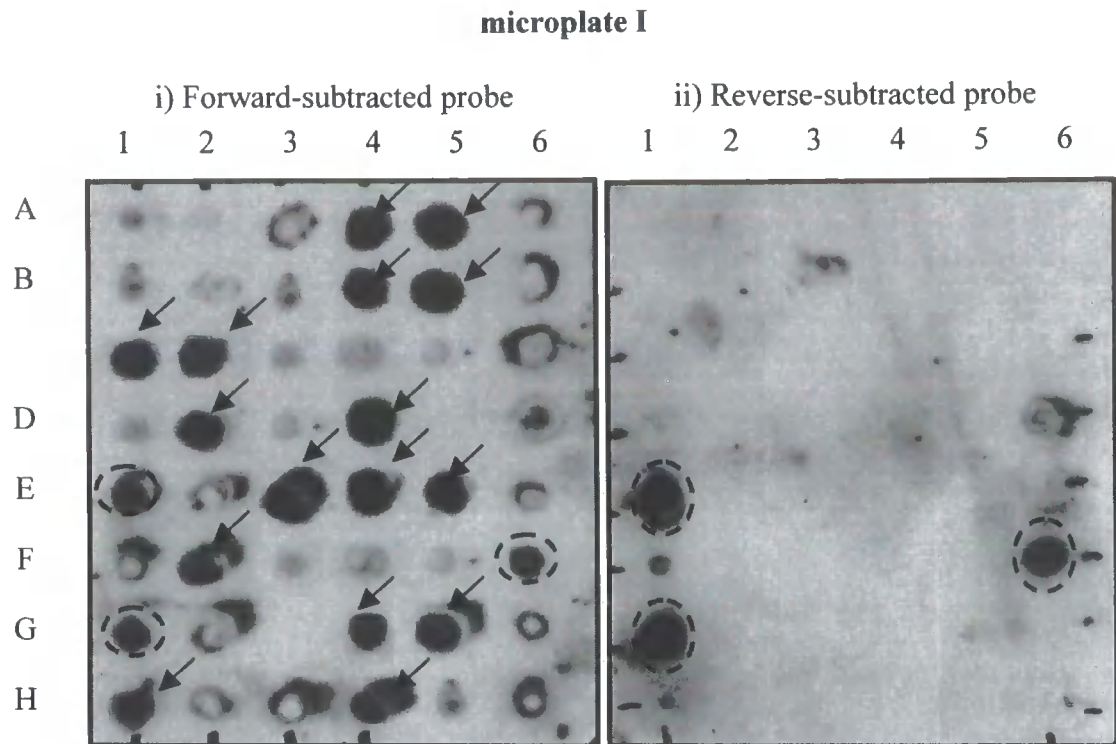 microplate I
i) Forward-subtracted probe
ii) Reverse-subtracted probe
1 2 3 4 5 6
1 2 3 4 5 6
A
B
D
E
F
G
H